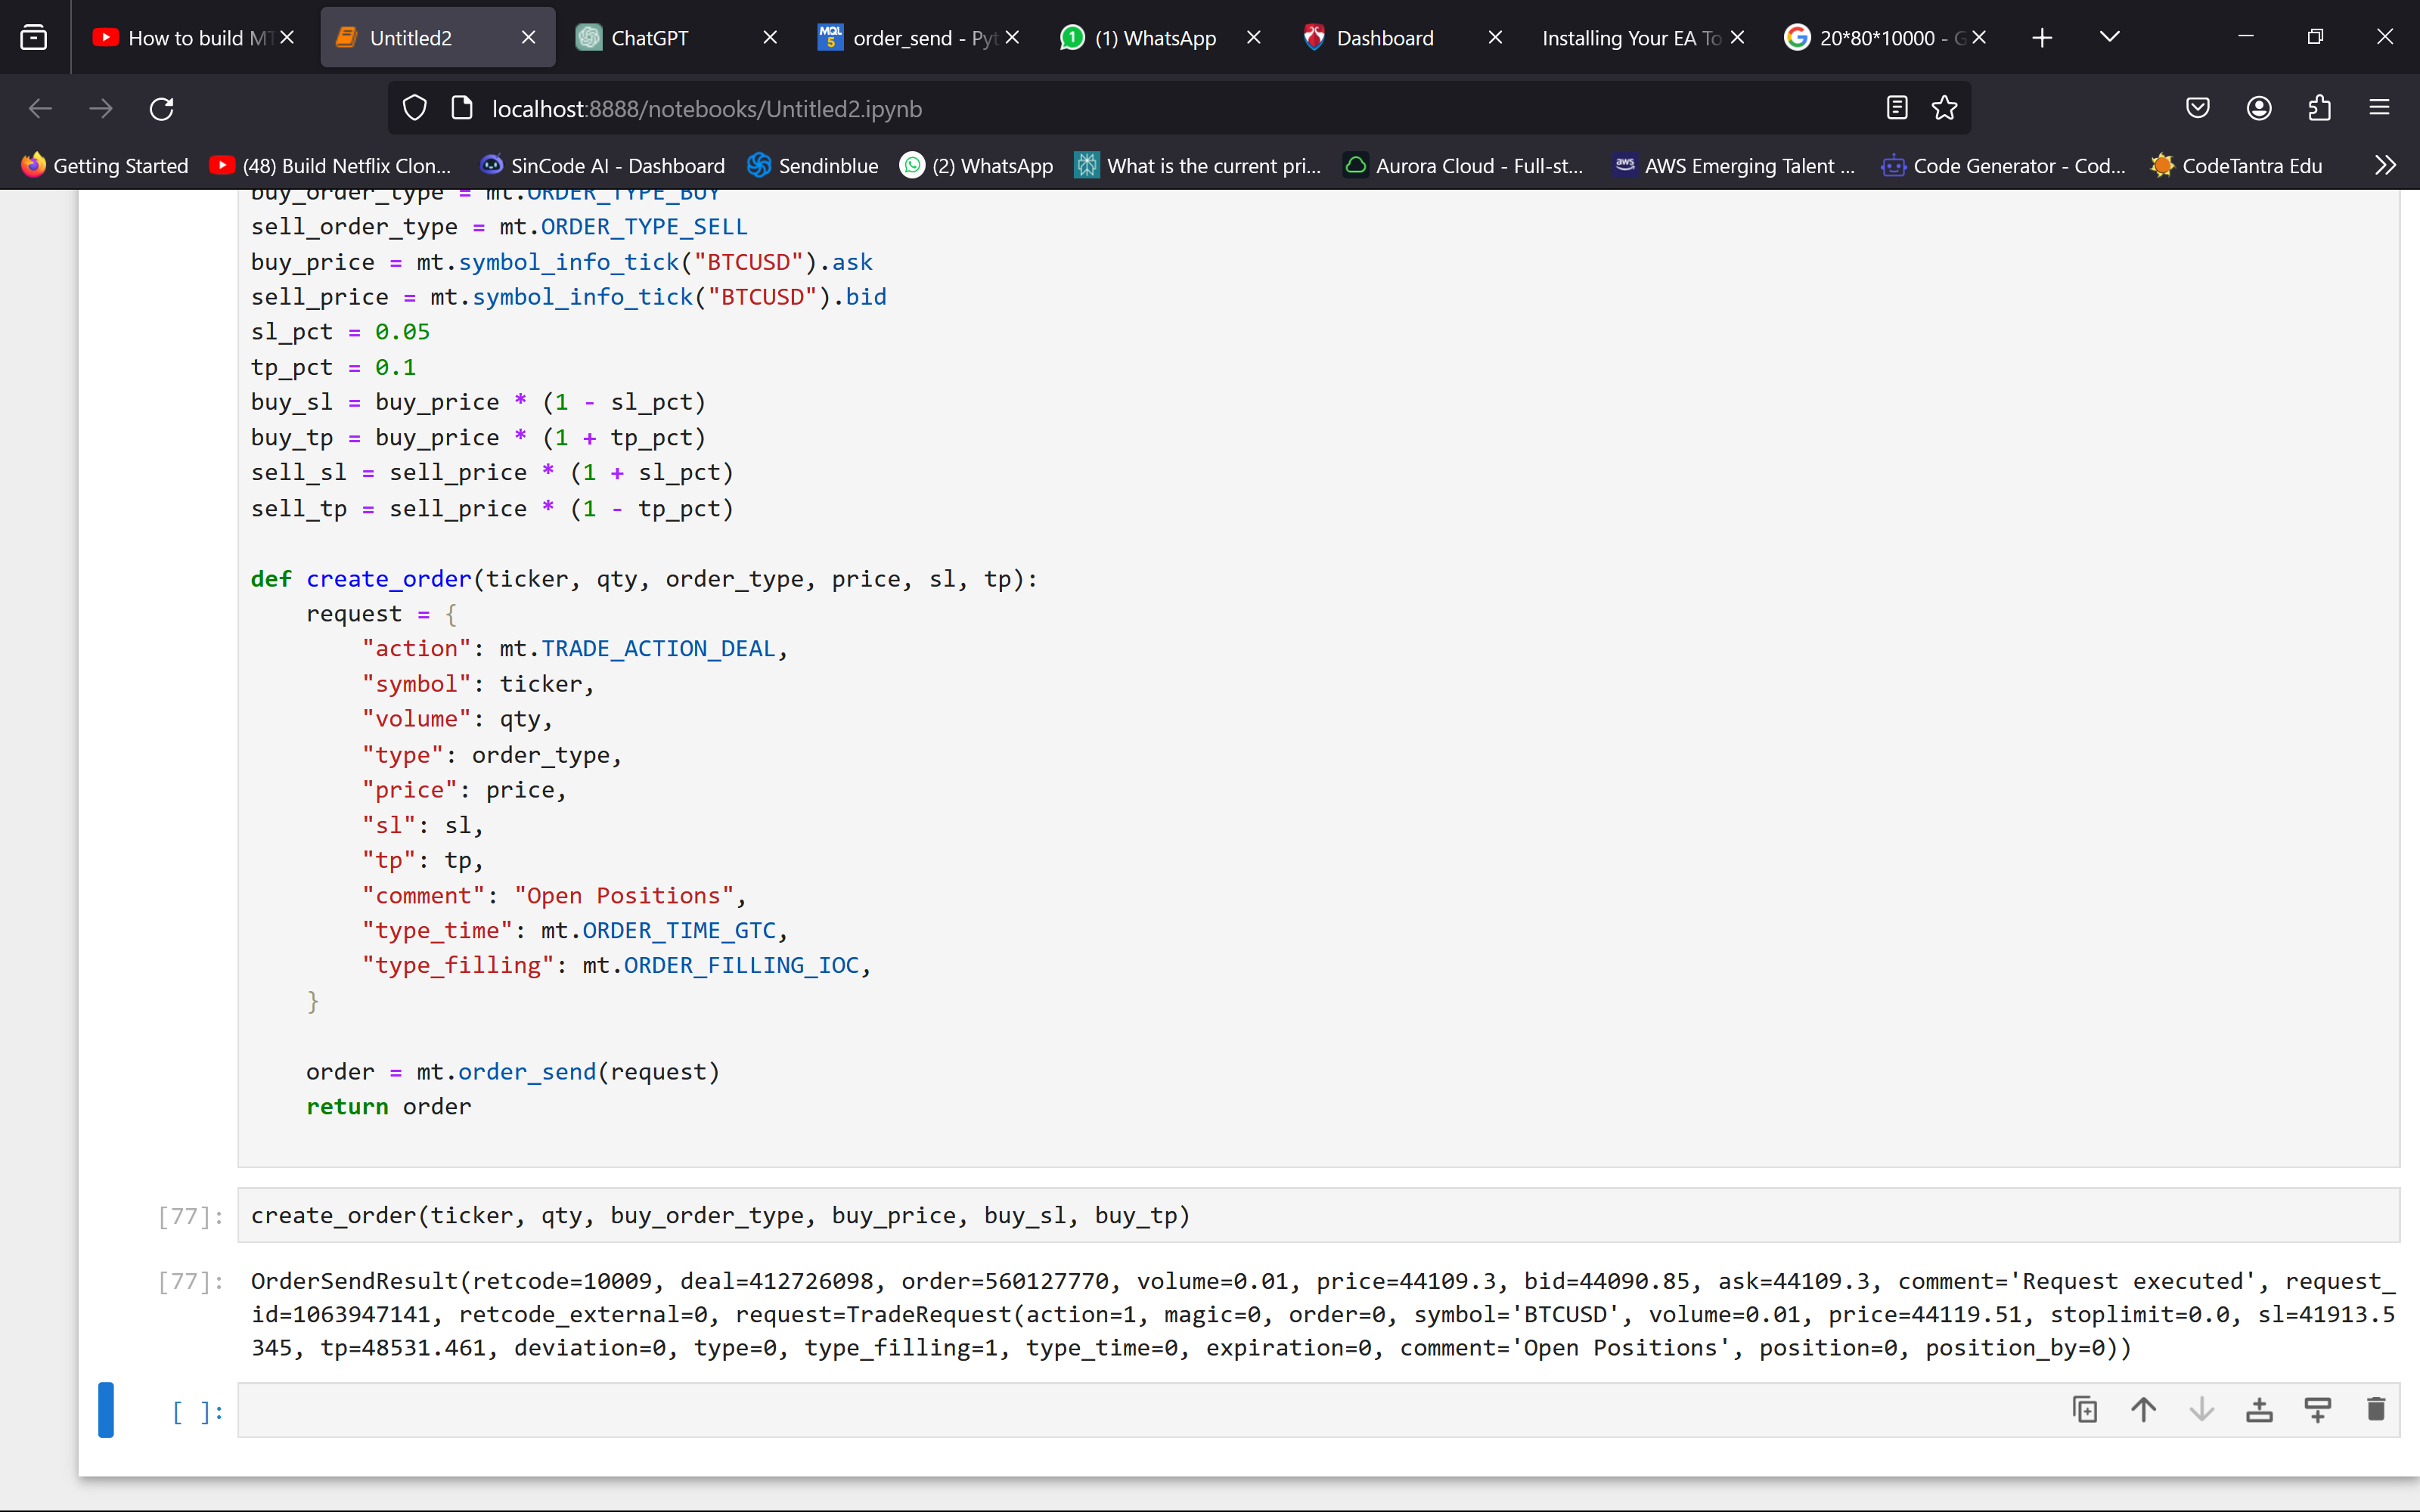 How to build MT
Untitled2
ChatGPT
MQL 5
order_send - Pyt
1
(1) WhatsApp
Dashboard
Installing Your EA To
20*80*10000 - G
localhost:8888/notebooks/Untitled2.ipynb
Getting Started
(48) Build Netflix Clon...
SinCode AI - Dashboard
Sendinblue
(2) WhatsApp
What is the current pri...
Aurora Cloud - Full-st...
aws
AWS Emerging Talent ...
Code Generator - Cod...
CodeTantra Edu
buy_order_type = mt.ORDER_TYPE_BUY
sell_order_type = mt.ORDER_TYPE_SELL
buy_price = mt.symbol_info_tick("BTCUSD").ask
sell_price = mt.symbol_info_tick("BTCUSD").bid
sl_pct = 0.05
tp_pct = 0.1
buy_sl = buy_price * (1 - sl_pct)
buy_tp = buy_price * (1 + tp_pct)
sell_sl = sell_price * (1 + sl_pct)
sell_tp = sell_price * (1 - tp_pct)
def create_order(ticker, qty, order_type, price, sl, tp):
request = {
"action": mt.TRADE_ACTION_DEAL,
"symbol": ticker,
"volume": qty,
"type": order_type,
"price": price,
"sl": sl,
"tp": tp,
"comment": "Open Positions",
"type_time": mt.ORDER_TIME_GTC,
"type_filling": mt.ORDER_FILLING_IOC,
}
order = mt.order_send(request)
return order
[77]: create_order(ticker, qty, buy_order_type, buy_price, buy_sl, buy_tp)
[77]: OrderSendResult(retcode=10009, deal=412726098, order=560127770, volume=0.01, price=44109.3, bid=44090.85, ask=44109.3, comment='Request executed', request_
id=1063947141, retcode_external=0, request=TradeRequest(action=1, magic=0, order=0, symbol='BTCUSD', volume=0.01, price=44119.51, stoplimit=0.0, sl=41913.5
345, tp=48531.461, deviation=0, type=0, type_filling=1, type_time=0, expiration=0, comment='Open Positions', position=0, position_by=0))
[ ]: